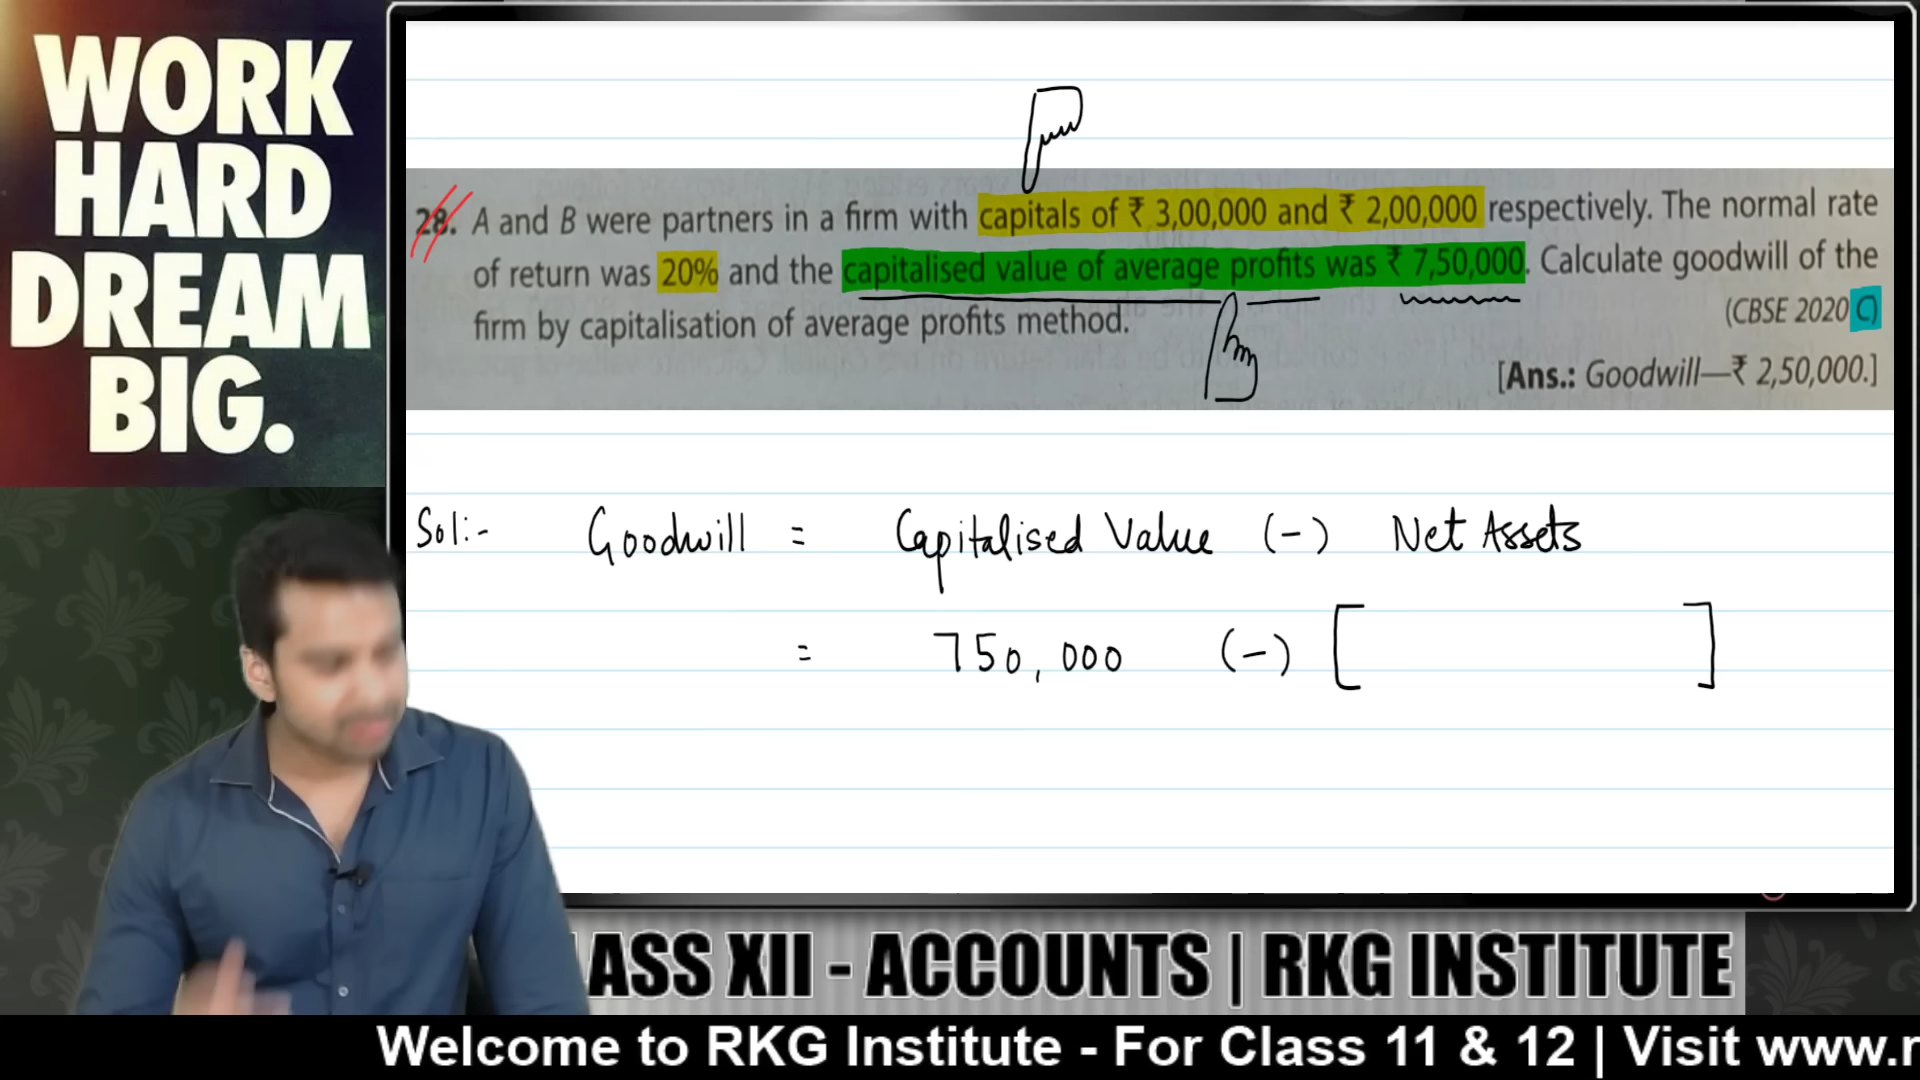 WORK
HARD
DREAM
BIG.
28. A and B were partners in a firm with capitals of ₹ 3,00,000 and ₹ 2,00,000 respectively. The normal rate
of return was 20% and the capitalised value of average profits was ₹ 7,50,000. Calculate goodwill of the
firm by capitalisation of average profits method.
(CBSE 2020 C)
[Ans.: Goodwill—₹ 2,50,000.]
Sol:- Goodwill = Capitalised Value (-) Net Assets
= 750,000 (-) [ ]
LASS XII - ACCOUNTS | RKG INSTITUTE
Welcome to RKG Institute - For Class 11 & 12 | Visit www.r